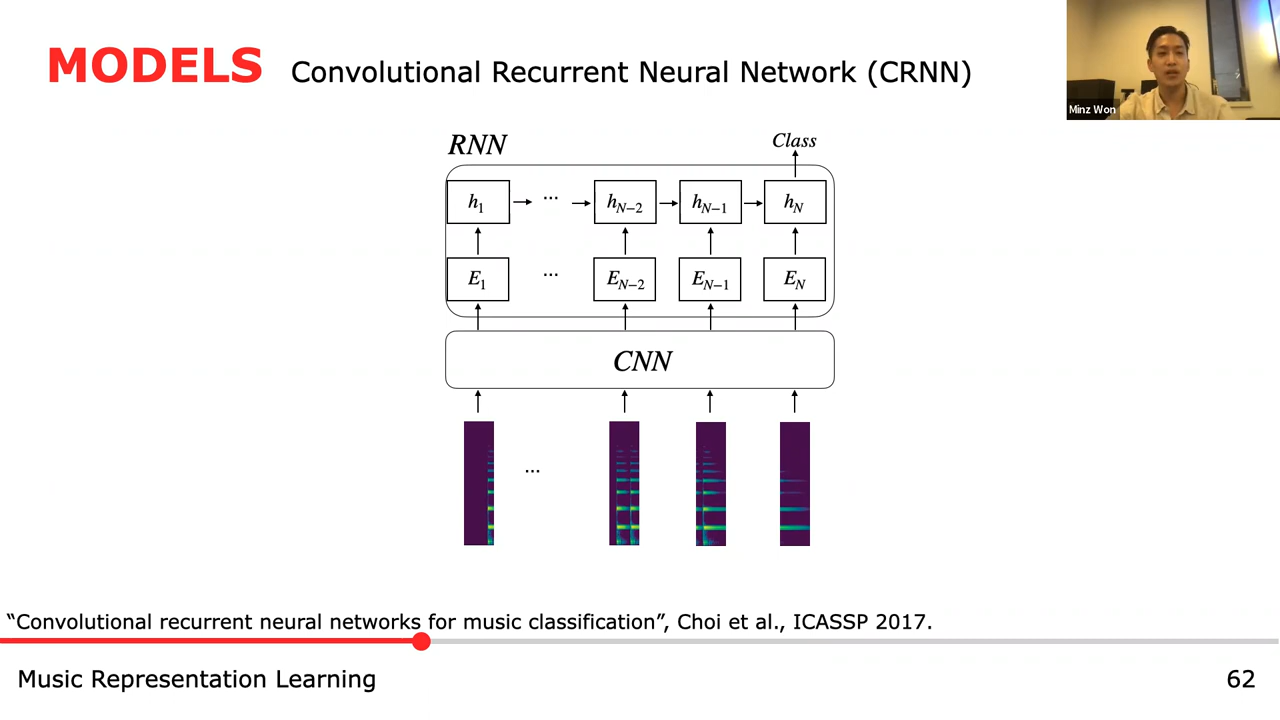 MODELS Convolutional Recurrent Neural Network (CRNN)
Minz Won
RNN
Class
h1 ... hN−2 hN−1 hN
E1 ... EN−2 EN−1 EN
CNN
...
“Convolutional recurrent neural networks for music classification”, Choi et al., ICASSP 2017.
Music Representation Learning
62